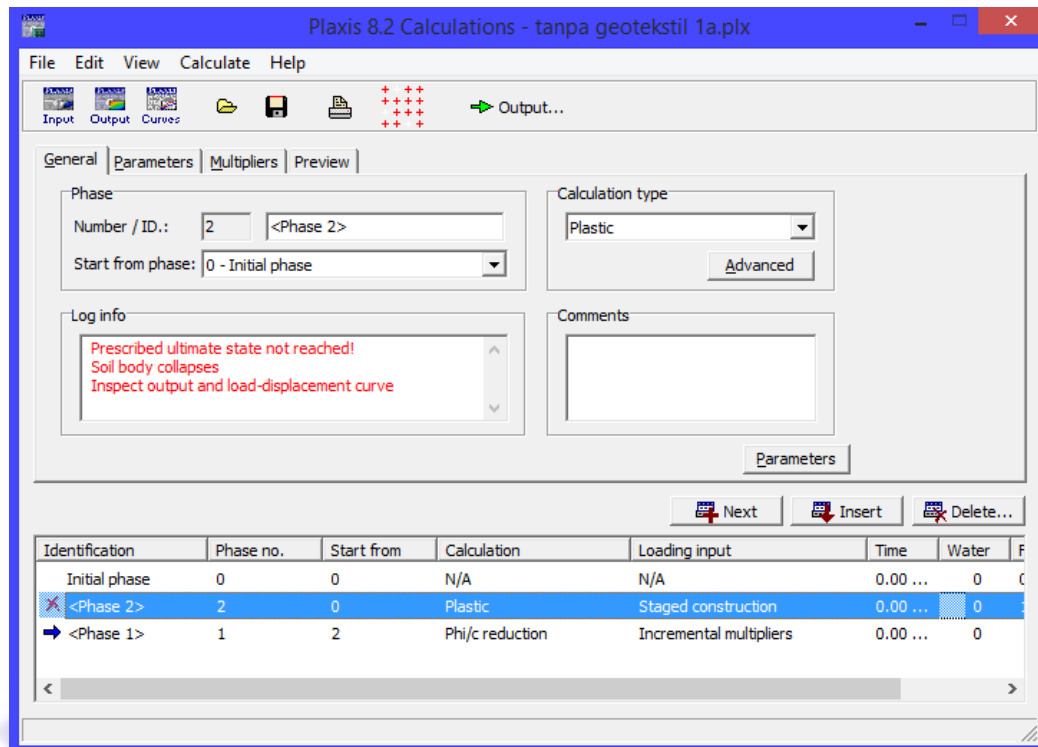 Plaxis 8.2 Calculations - tanpa geotekstil 1a.plx
File Edit View Calculate Help
Input Output Curves Output...
General Parameters Multipliers Preview
Phase
Number / ID.: 2 <Phase 2>
Start from phase: 0 - Initial phase
Calculation type
Plastic
Advanced
Log info
Prescribed ultimate state not reached!
Soil body collapses
Inspect output and load-displacement curve
Comments
Parameters
Next Insert Delete...
Identification Phase no. Start from Calculation Loading input Time Water F
Initial phase 0 0 N/A N/A 0.00 ... 0
<Phase 2> 2 0 Plastic Staged construction 0.00 ... 0
<Phase 1> 1 2 Phi/c reduction Incremental multipliers 0.00 ... 0